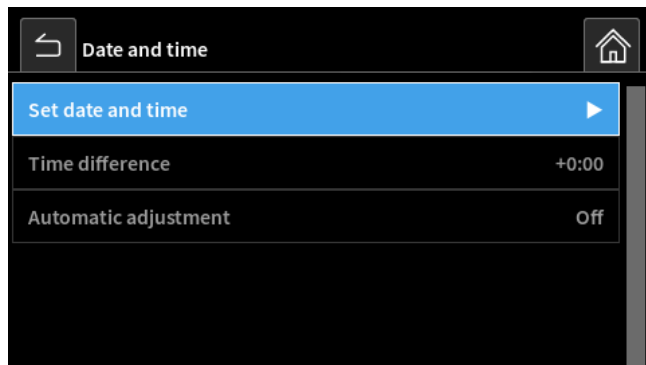 Date and time
Set date and time
Time difference +0:00
Automatic adjustment Off